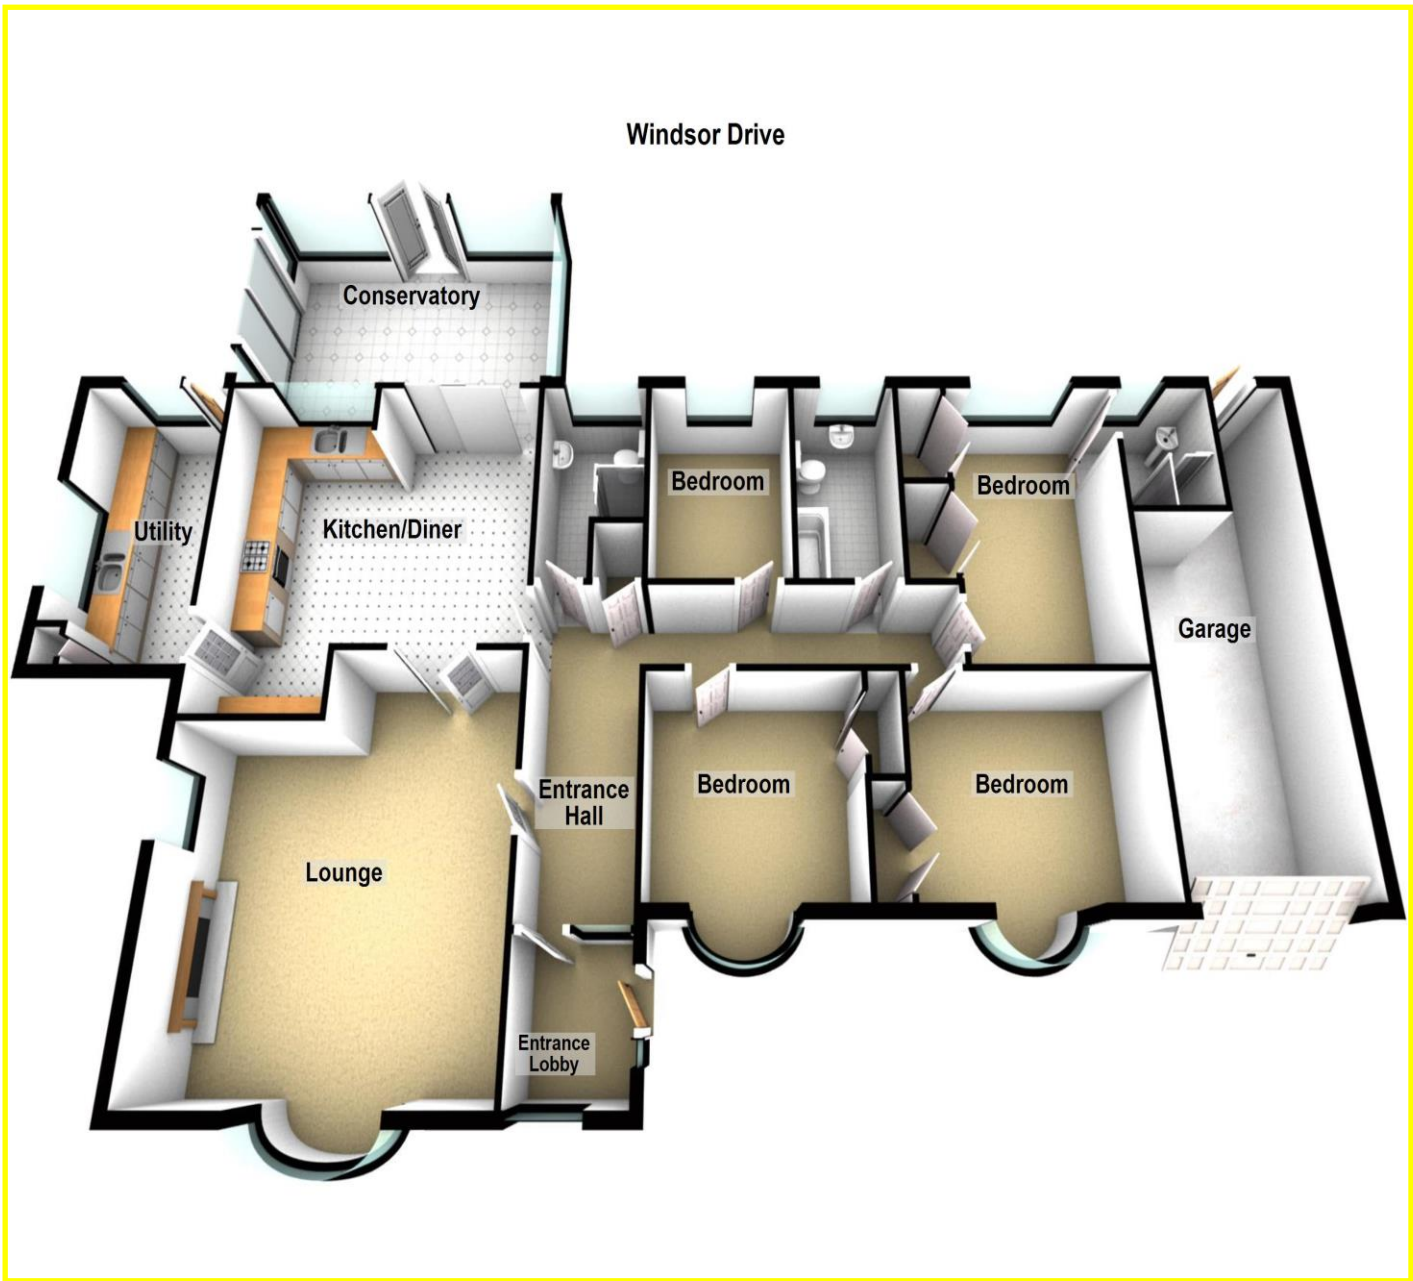 Windsor Drive
Conservatory
Bedroom
Bedroom
Utility
Kitchen/Diner
Garage
Bedroom
Bedroom
Entrance
Hall
Lounge
Entrance
Lobby